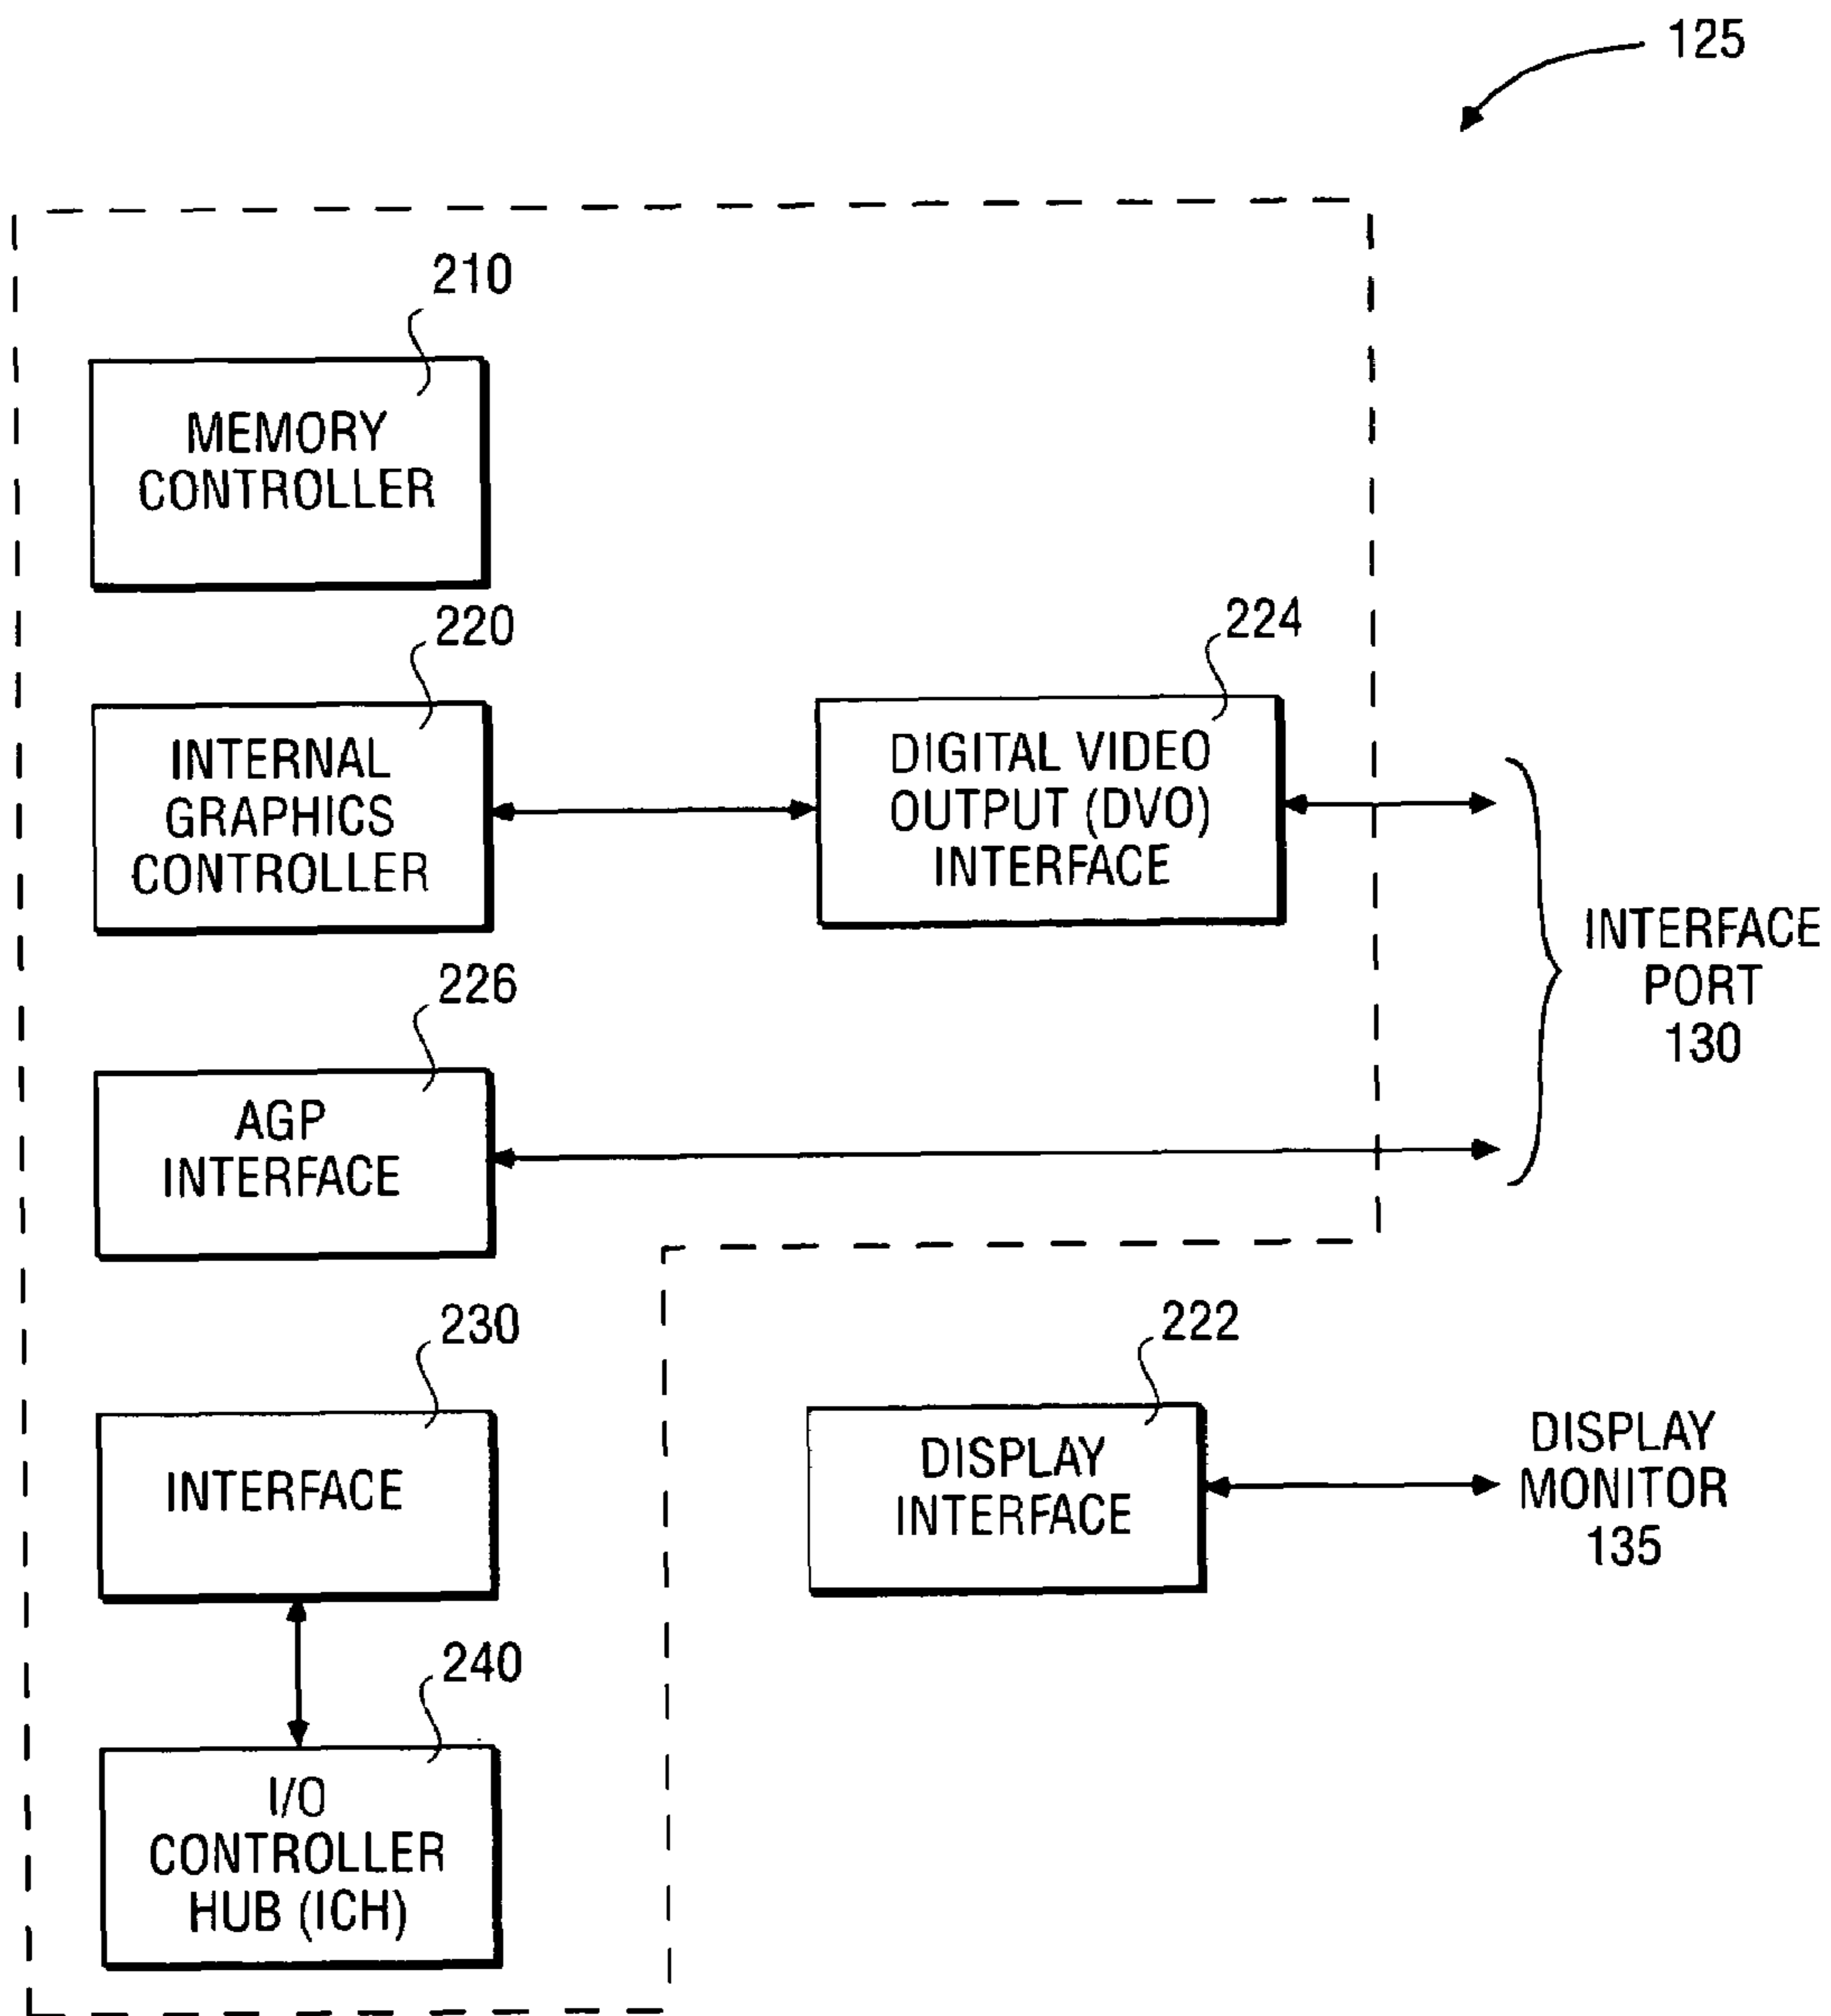 125
210
MEMORY
CONTROLLER
220
INTERNAL
GRAPHICS
CONTROLLER
224
DIGITAL VIDEO
OUTPUT (DVO)
INTERFACE
INTERFACE
PORT
130
226
AGP
INTERFACE
230
INTERFACE
222
DISPLAY
INTERFACE
DISPLAY
MONITOR
135
240
I/O
CONTROLLER
HUB (ICH)